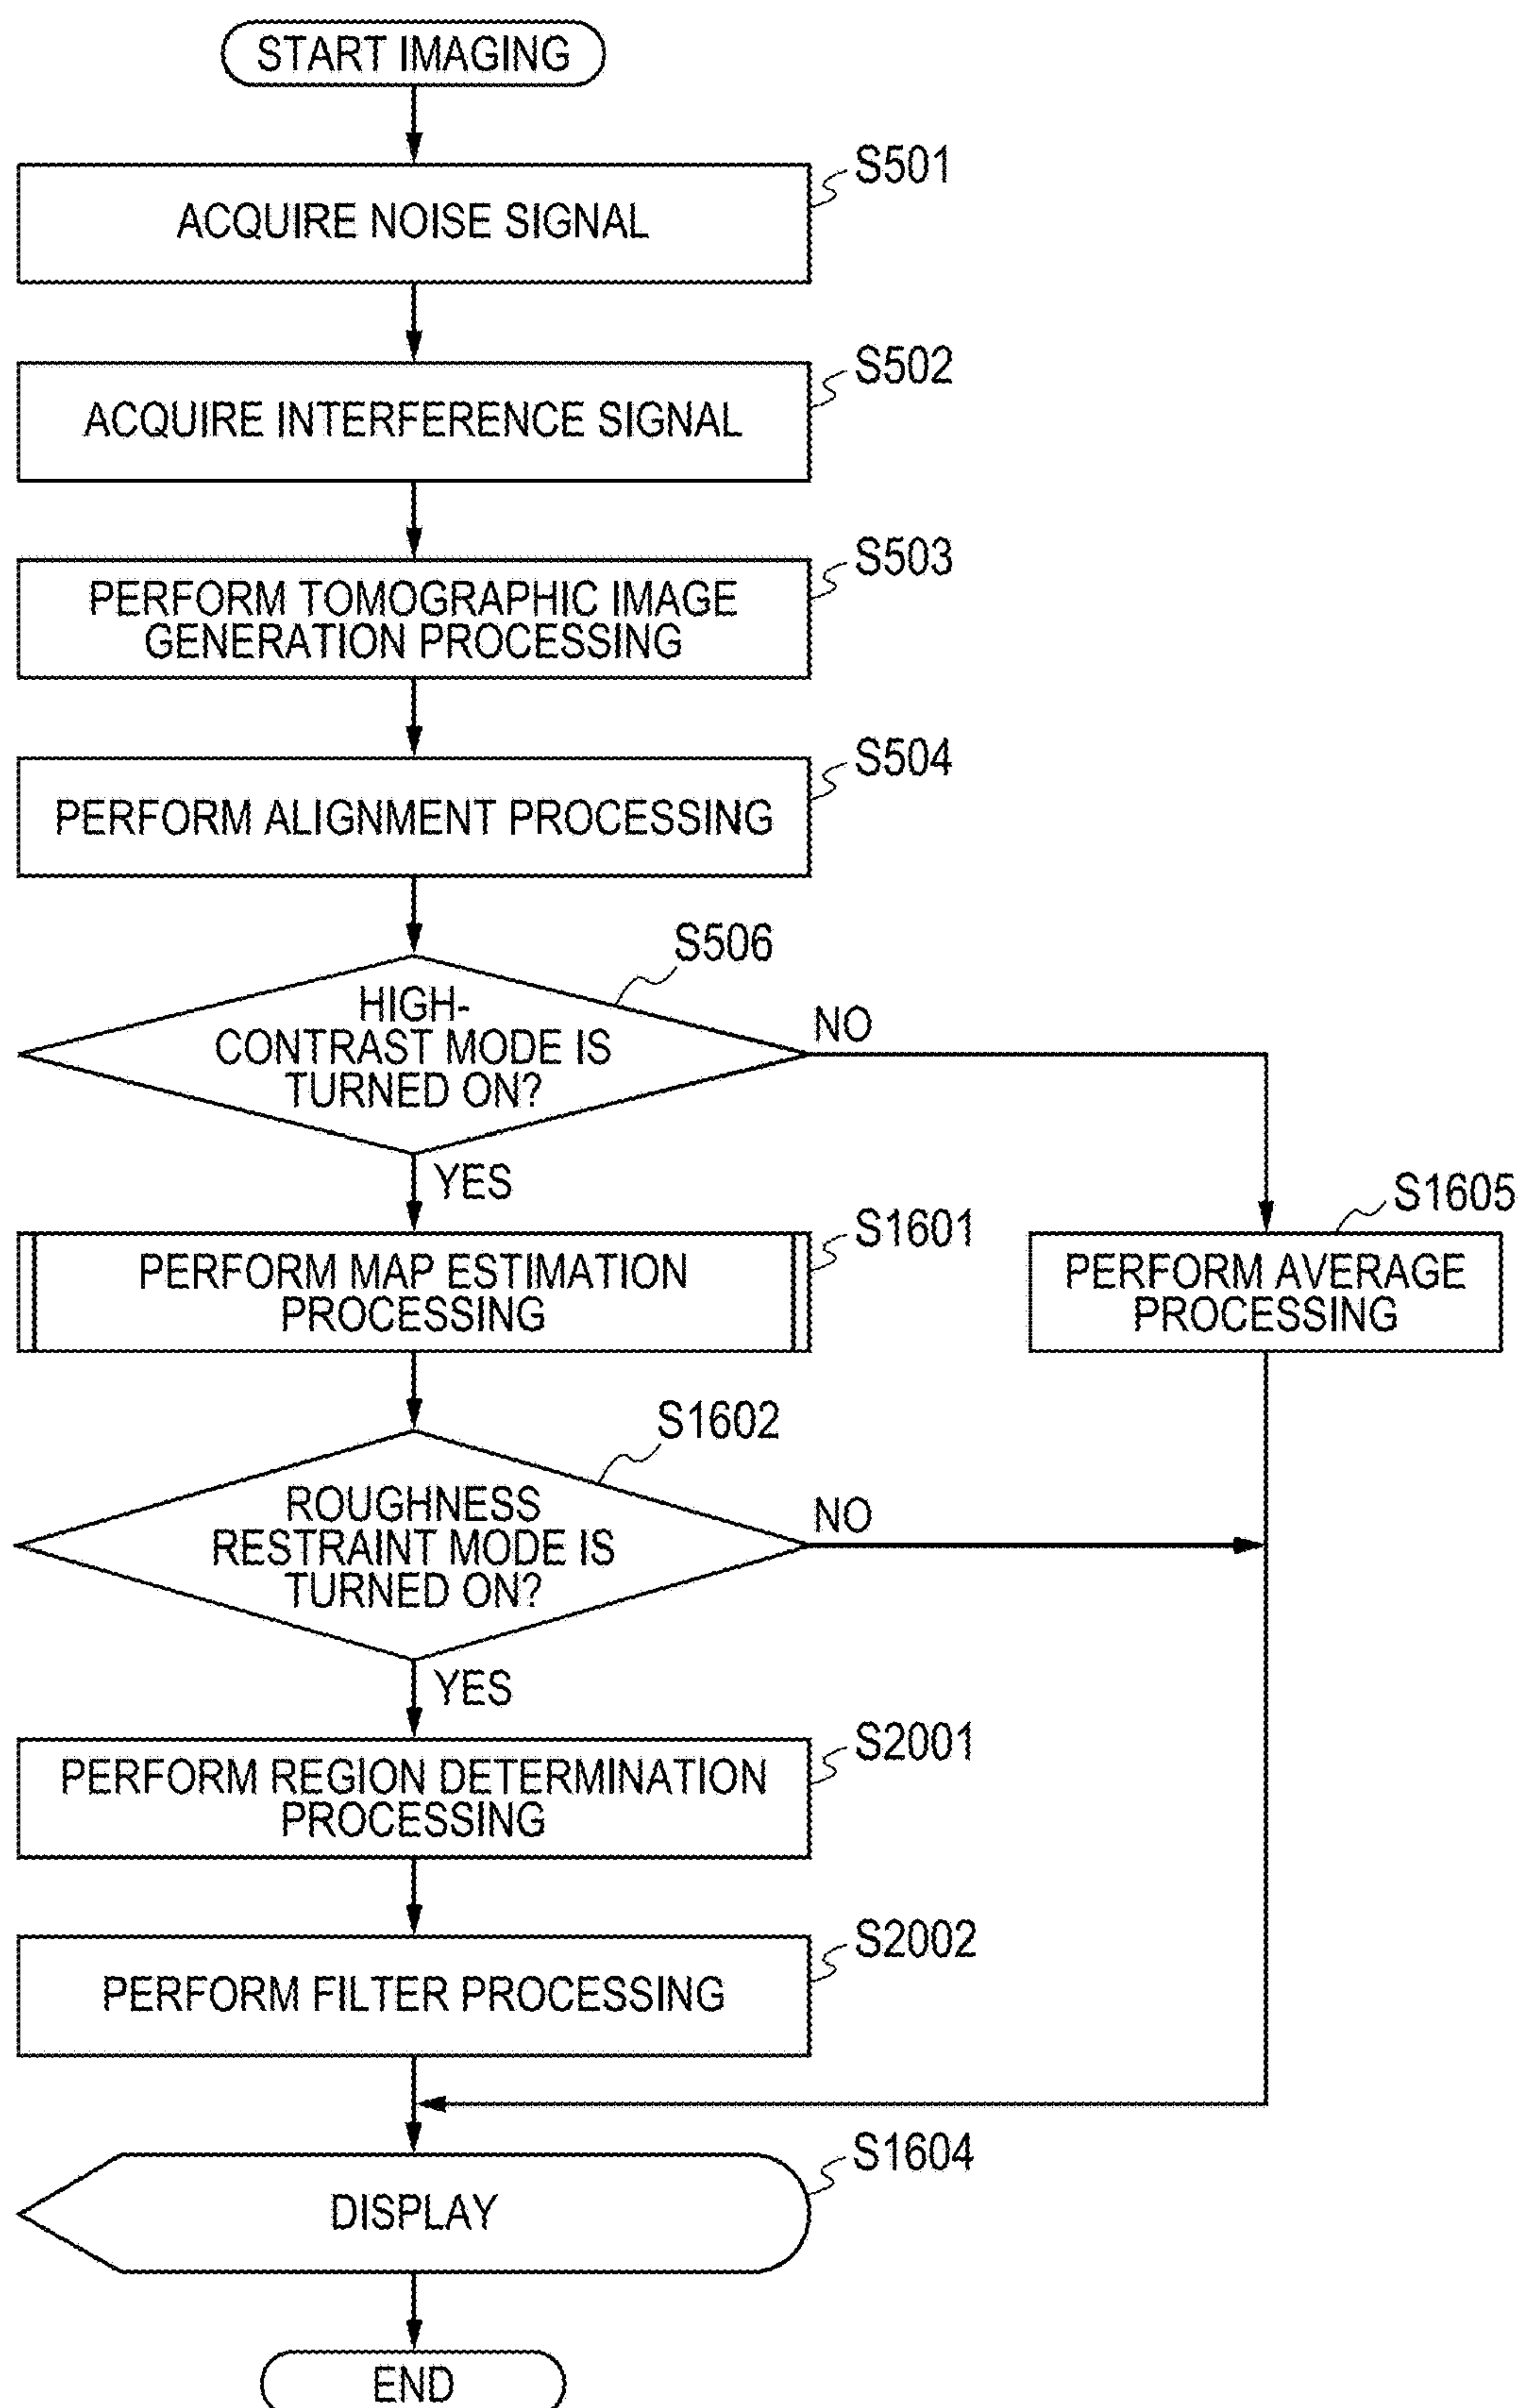 START IMAGING
S501
ACQUIRE NOISE SIGNAL
S502
ACQUIRE INTERFERENCE SIGNAL
S503
PERFORM TOMOGRAPHIC IMAGE
GENERATION PROCESSING
S504
PERFORM ALIGNMENT PROCESSING
S506
HIGH-
CONTRAST MODE IS
TURNED ON?
NO
YES
S1601
PERFORM MAP ESTIMATION
PROCESSING
S1605
PERFORM AVERAGE
PROCESSING
S1602
ROUGHNESS
RESTRAINT MODE IS
TURNED ON?
NO
YES
S2001
PERFORM REGION DETERMINATION
PROCESSING
S2002
PERFORM FILTER PROCESSING
S1604
DISPLAY
END